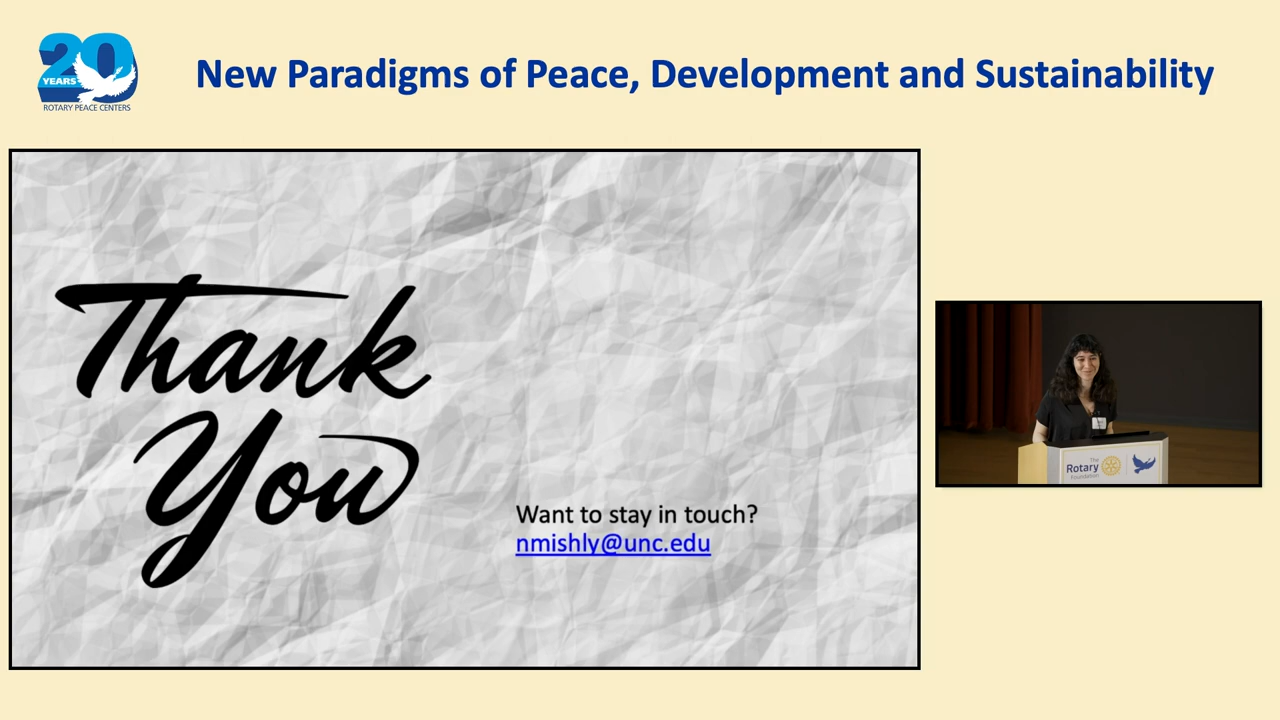 20
YEARS
ROTARY PEACE CENTERS
New Paradigms of Peace, Development and Sustainability
Thank
You
Want to stay in touch?
nmishly@unc.edu
The
Rotary
Foundation